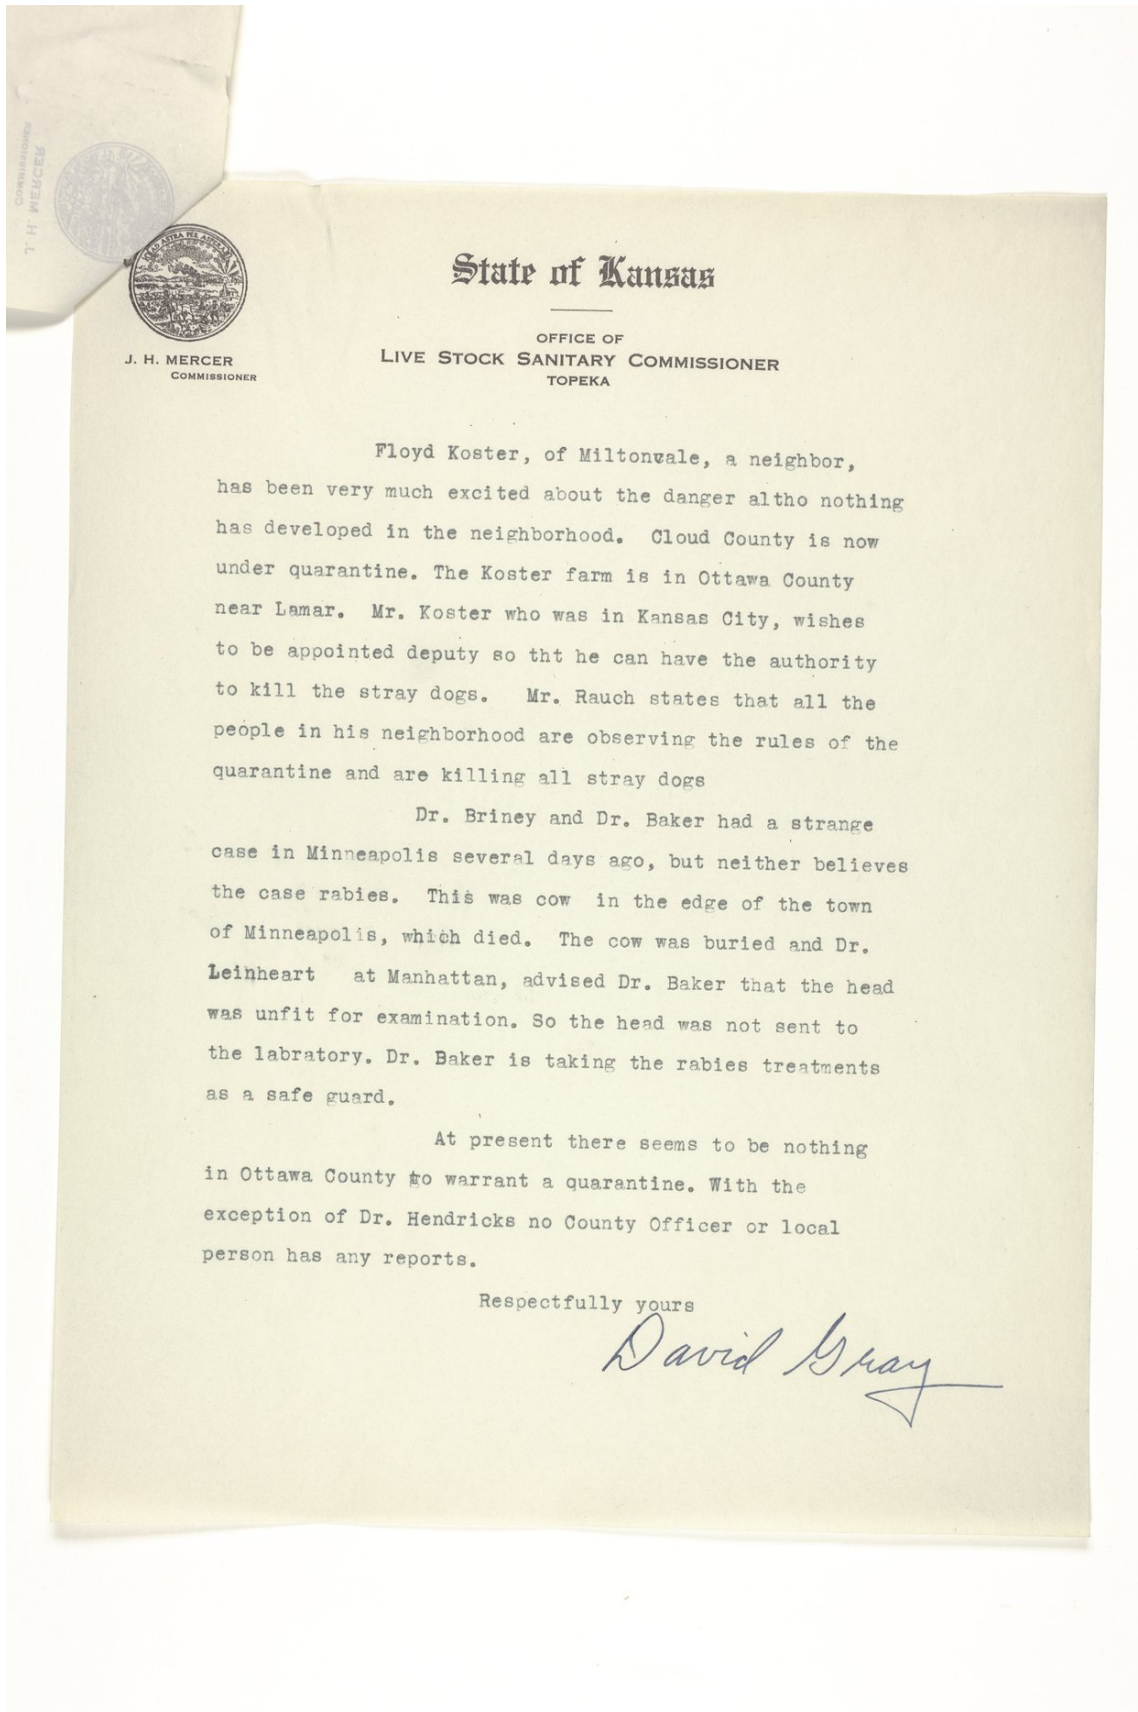 J. H. MERCER
COMMISSIONER
AD ASTRA PER ASPERA
State of Kansas
OFFICE OF
LIVE STOCK SANITARY COMMISSIONER
TOPEKA
J. H. MERCER
COMMISSIONER
Floyd Koster, of Miltonvale, a neighbor,
has been very much excited about the danger altho nothing
has developed in the neighborhood. Cloud County is now
under quarantine. The Koster farm is in Ottawa County
near Lamar. Mr. Koster who was in Kansas City, wishes
to be appointed deputy so tht he can have the authority
to kill the stray dogs. Mr. Rauch states that all the
people in his neighborhood are observing the rules of the
quarantine and are killing all stray dogs
Dr. Briney and Dr. Baker had a strange
case in Minneapolis several days ago, but neither believes
the case rabies. This was cow in the edge of the town
of Minneapolis, which died. The cow was buried and Dr.
Leinheart at Manhattan, advised Dr. Baker that the head
was unfit for examination. So the head was not sent to
the labratory. Dr. Baker is taking the rabies treatments
as a safe guard.
At present there seems to be nothing
in Ottawa County to warrant a quarantine. With the
exception of Dr. Hendricks no County Officer or local
person has any reports.
Respectfully yours
David Gray